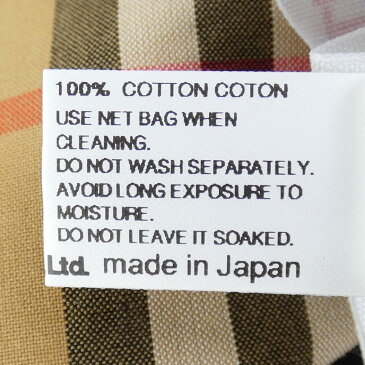 100% COTTON COTON
USE NET BAG WHEN
CLEANING.
DO NOT WASH SEPARATELY.
AVOID LONG EXPOSURE TO
MOISTURE.
DO NOT LEAVE IT SOAKED.
Ltd. made in Japan